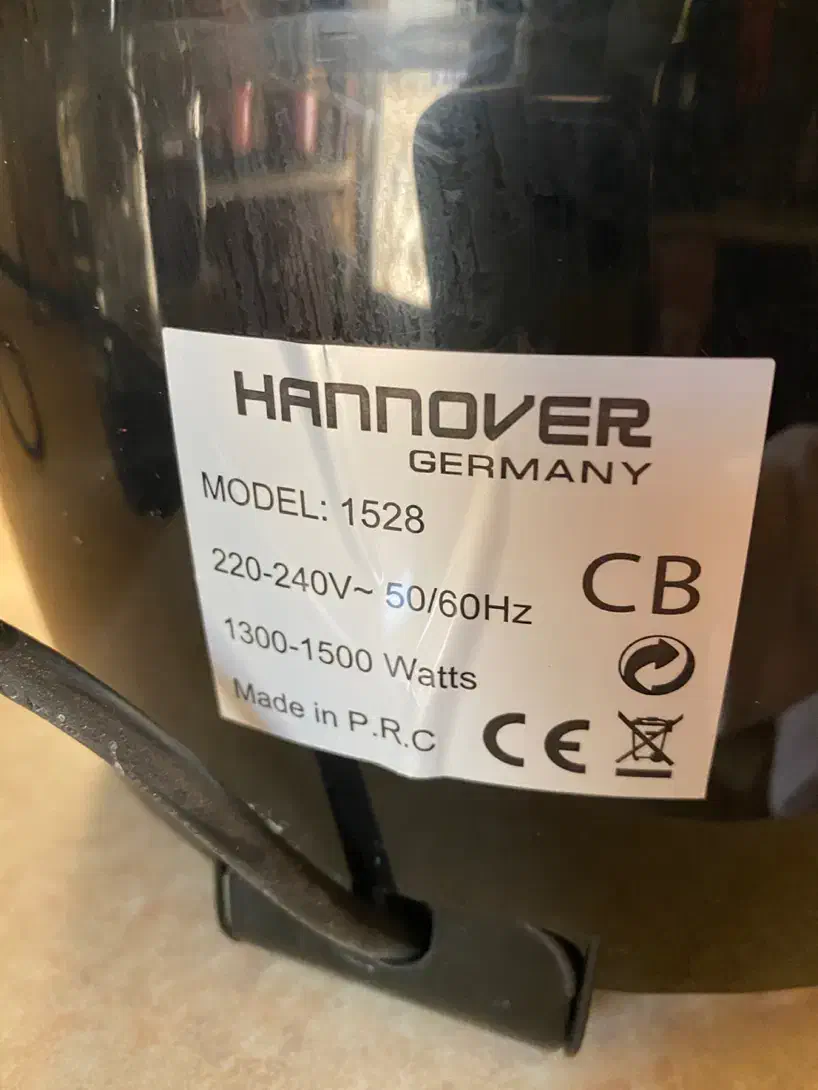 HANNOVER
GERMANY
MODEL: 1528
220-240V~ 50/60Hz
CB
1300-1500 Watts
Made in P.R.C
CE